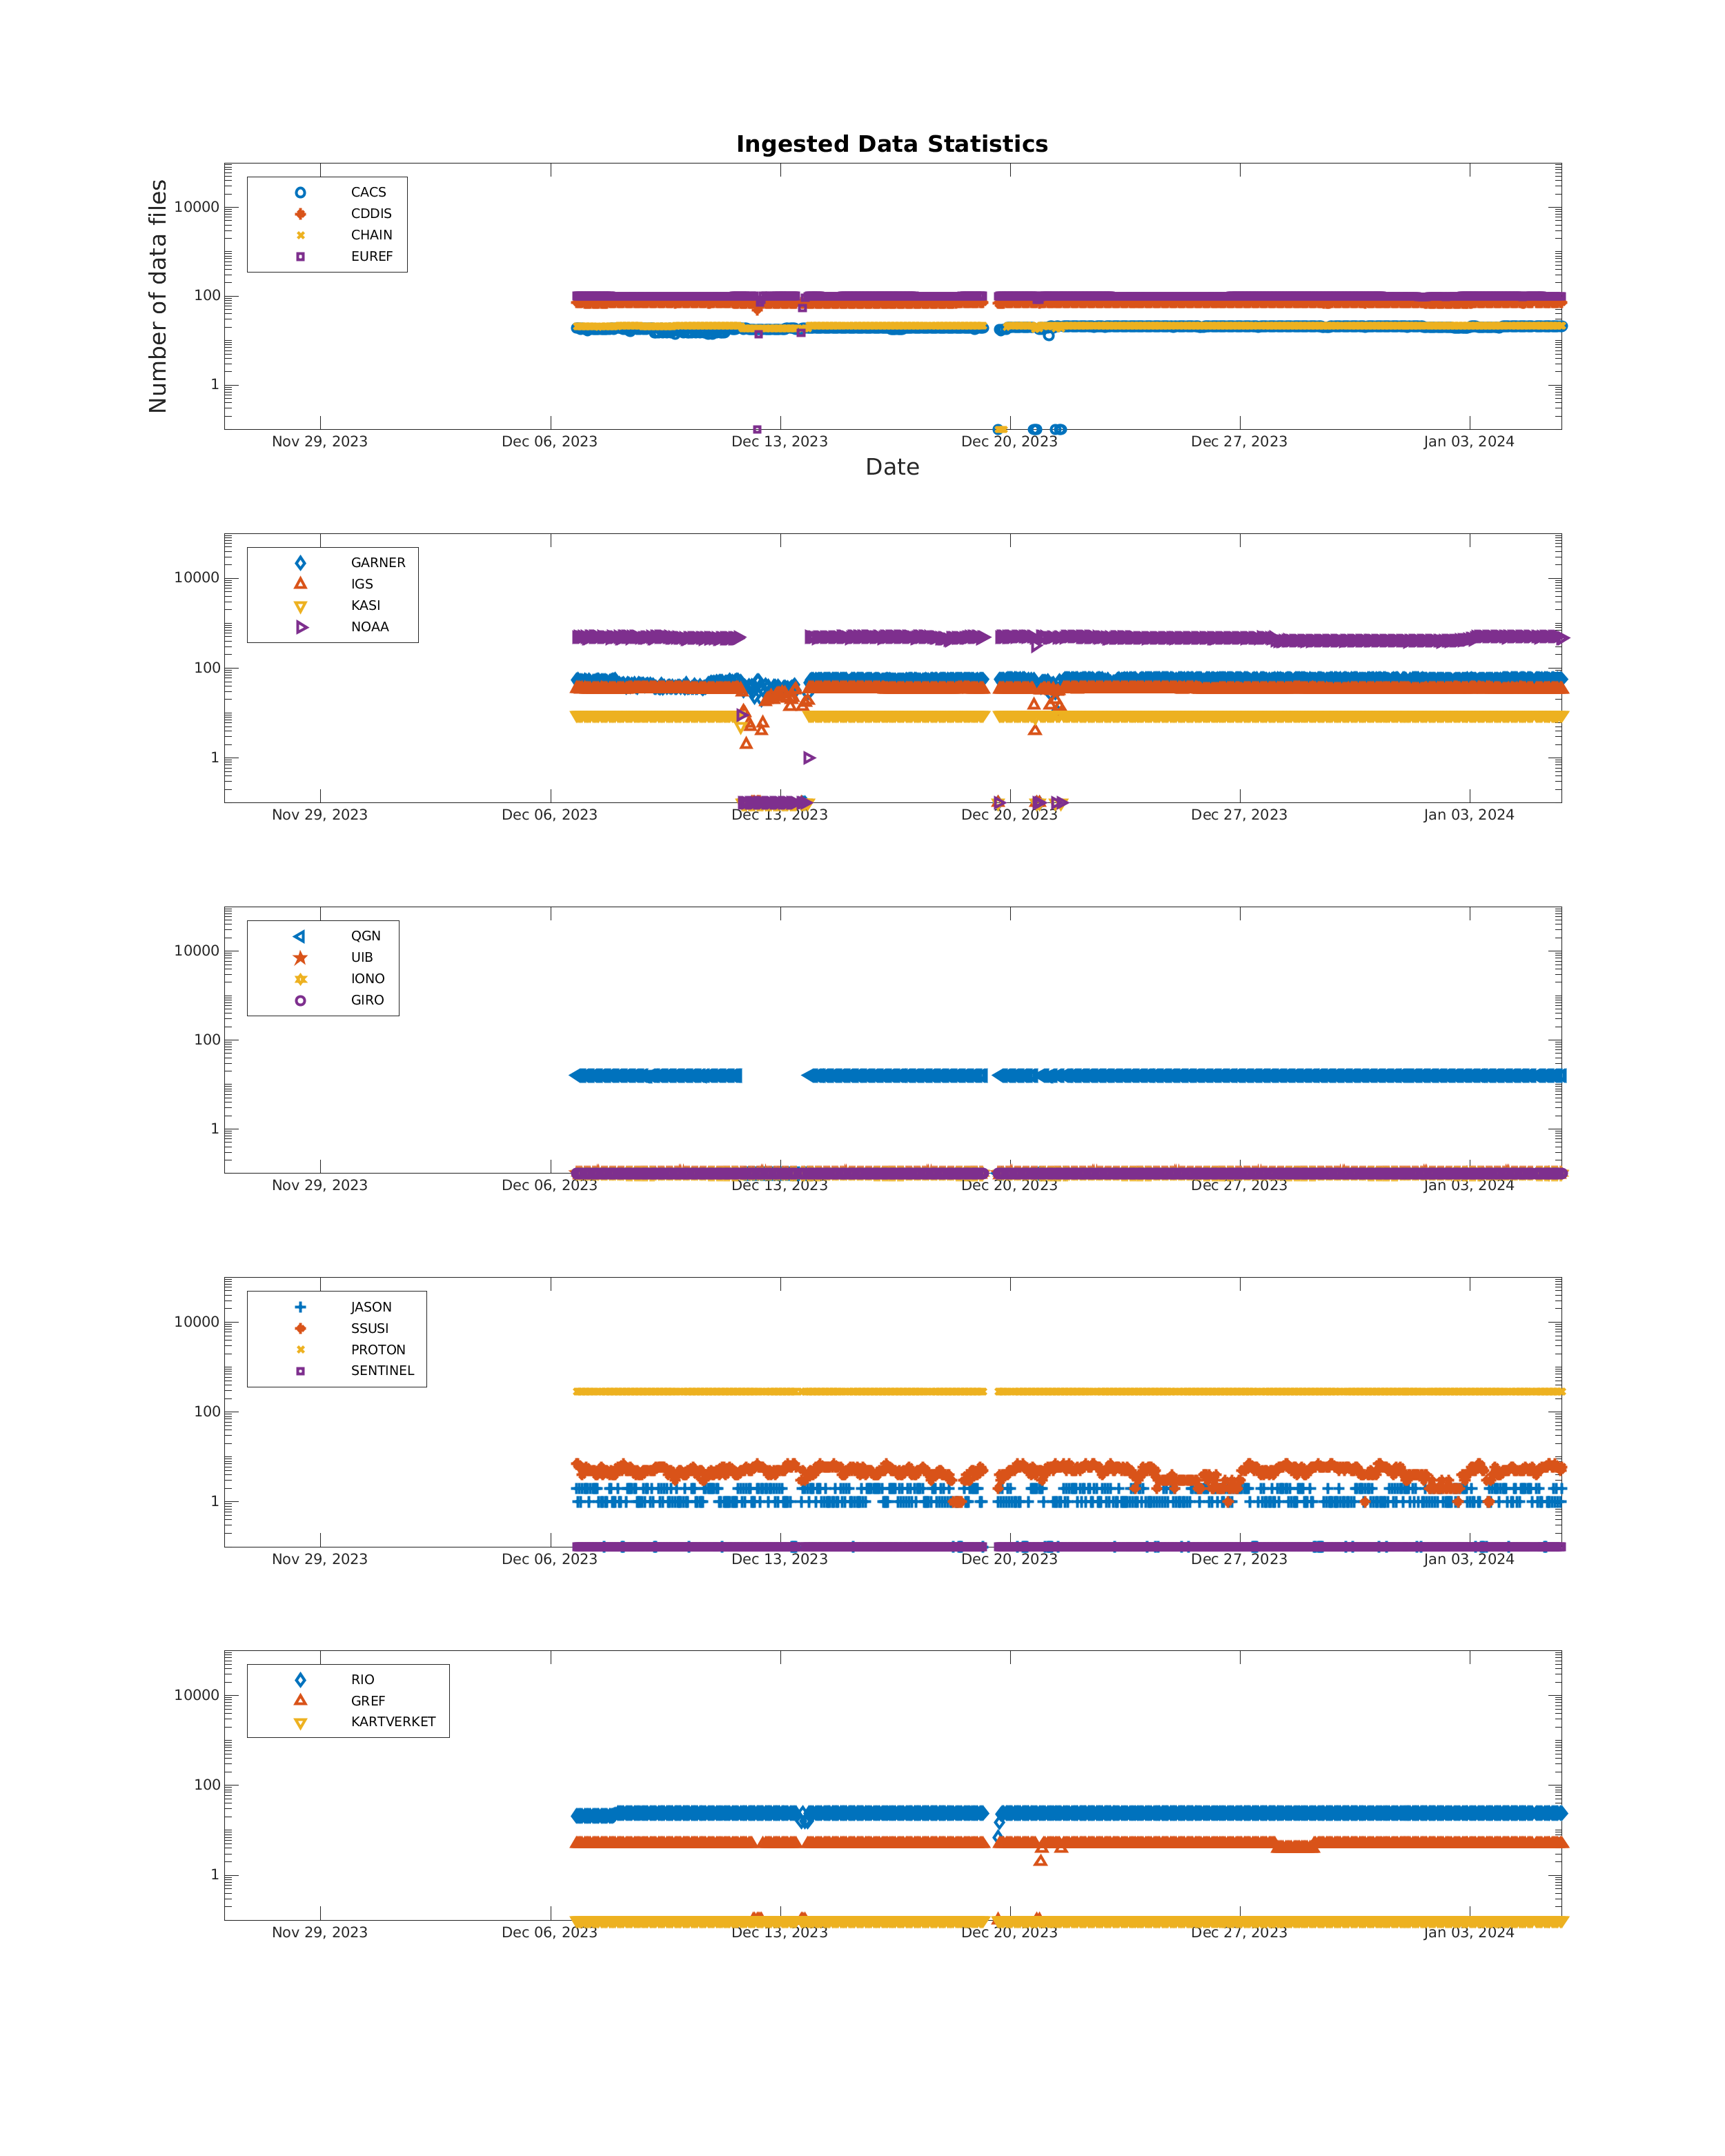 Ingested Data Statistics
Number of data files
10000
100
1
CACS
CDDIS
CHAIN
EUREF
Nov 29, 2023 Dec 06, 2023 Dec 13, 2023 Dec 20, 2023 Dec 27, 2023 Jan 03, 2024
Date
10000
100
1
GARNER
IGS
KASI
NOAA
Nov 29, 2023 Dec 06, 2023 Dec 13, 2023 Dec 20, 2023 Dec 27, 2023 Jan 03, 2024
10000
100
1
QGN
UIB
IONO
GIRO
Nov 29, 2023 Dec 06, 2023 Dec 13, 2023 Dec 20, 2023 Dec 27, 2023 Jan 03, 2024
10000
100
1
JASON
SSUSI
PROTON
SENTINEL
Nov 29, 2023 Dec 06, 2023 Dec 13, 2023 Dec 20, 2023 Dec 27, 2023 Jan 03, 2024
10000
100
1
RIO
GREF
KARTVERKET
Nov 29, 2023 Dec 06, 2023 Dec 13, 2023 Dec 20, 2023 Dec 27, 2023 Jan 03, 2024